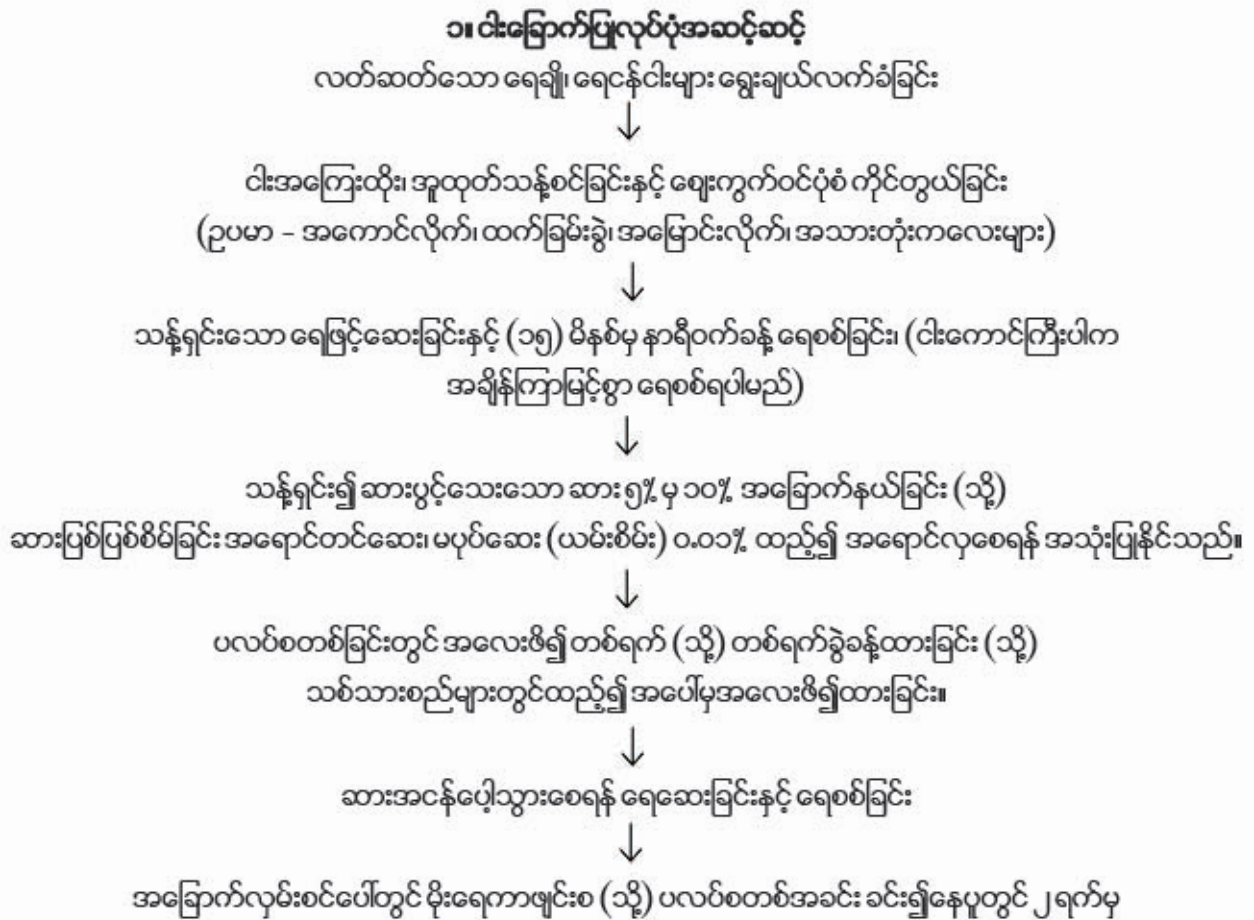 ၁။ ငါးခြောက်ပြုလုပ်ပုံအဆင့်ဆင့်
လတ်ဆတ်သော ရေချို၊ ရေငန်ငါးများ ရွေးချယ်လက်ခံခြင်း
↓
ငါးအကြေးထိုး၊ အူထုတ်သန့်စင်ခြင်းနှင့် ဈေးကွက်ဝင်ပုံစံ ကိုင်တွယ်ခြင်း
(ဥပမာ – အကောင်လိုက်၊ ထက်ခြမ်းခွဲ၊ အမြောင်းလိုက်၊ အသားတုံးကလေးများ)
↓
သန့်ရှင်းသော ရေဖြင့်ဆေးခြင်းနှင့် (၁၅) မိနစ်မှ နာရီဝက်ခန့် ရေစစ်ခြင်း၊ (ငါးကောင်ကြီးပါက
အချိန်ကြာမြင့်စွာ ရေစစ်ရပါမည်)
↓
သန့်ရှင်း၍ ဆားပွင့်သေးသော ဆား ၅% မှ ၁၀% အခြောက်နယ်ခြင်း (သို့)
ဆားပြစ်ပြစ်စိမ်ခြင်း အရောင်တင်ဆေး၊ မပုပ်ဆေး (ယမ်းစိမ်း) ၀.၀၁% ထည့်၍ အရောင်လှစေရန် အသုံးပြုနိုင်သည်။
↓
ပလပ်စတစ်ခြင်းတွင် အလေးဖိ၍ တစ်ရက် (သို့) တစ်ရက်ခွဲခန့်ထားခြင်း (သို့)
သစ်သားစည်များတွင်ထည့်၍ အပေါ်မှအလေးဖိ၍ထားခြင်း။
↓
ဆားအငန်ပေါ့သွားစေရန် ရေဆေးခြင်းနှင့် ရေစစ်ခြင်း
↓
အခြောက်လှမ်းစင်ပေါ်တွင် မိုးရေကာဖျင်းစ (သို့) ပလပ်စတစ်အခင်း ခင်း၍နေပူတွင် ၂ ရက်မှ